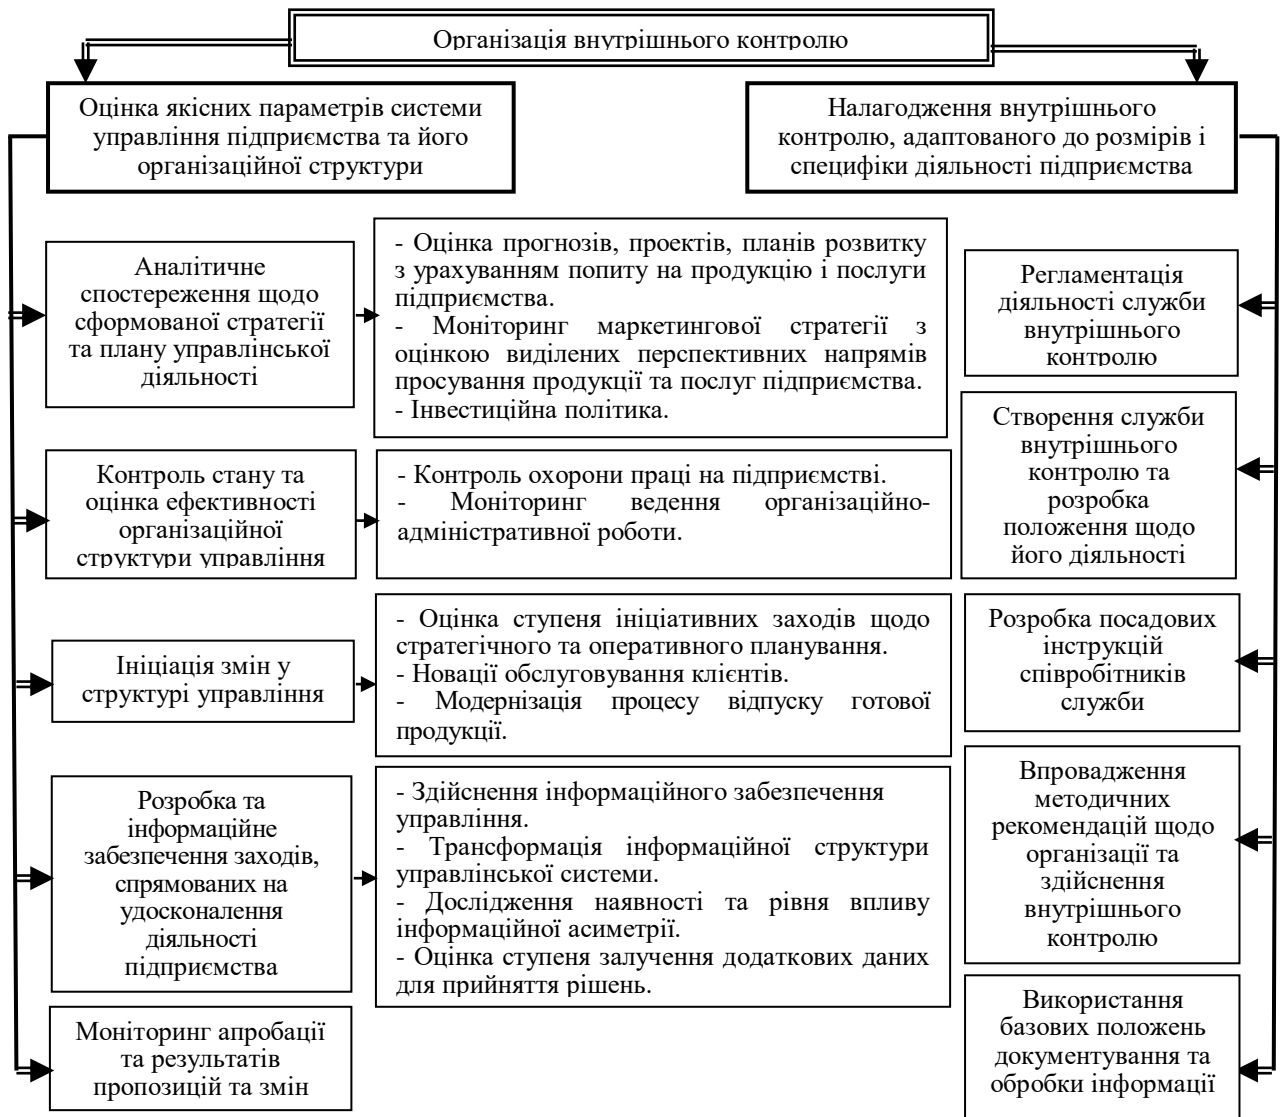 Організація внутрішнього контролю
Оцінка якісних параметрів системи
управління підприємства та його
організаційної структури
Налагодження внутрішнього
контролю, адаптованого до розмірів і
специфіки діяльності підприємства
Аналітичне
спостереження щодо
сформованої стратегії
та плану управлінської
діяльності
- Оцінка прогнозів, проектів, планів розвитку
з урахуванням попиту на продукцію і послуги
підприємства.
- Моніторинг маркетингової стратегії з
оцінкою виділених перспективних напрямів
просування продукції та послуг підприємства.
- Інвестиційна політика.
Регламентація
діяльності служби
внутрішнього
контролю
Контроль стану та
оцінка ефективності
організаційної
структури управління
- Контроль охорони праці на підприємстві.
- Моніторинг ведення організаційно-
адміністративної роботи.
Створення служби
внутрішнього
контролю та
розробка
положення щодо
його діяльності
Ініціація змін у
структурі управління
- Оцінка ступеня ініціативних заходів щодо
стратегічного та оперативного планування.
- Новації обслуговування клієнтів.
- Модернізація процесу відпуску готової
продукції.
Розробка посадових
інструкцій
співробітників
служби
Розробка та
інформаційне
забезпечення заходів,
спрямованих на
удосконалення
діяльності
підприємства
- Здійснення інформаційного забезпечення
управління.
- Трансформація інформаційної структури
управлінської системи.
- Дослідження наявності та рівня впливу
інформаційної асиметрії.
- Оцінка ступеня залучення додаткових даних
для прийняття рішень.
Впровадження
методичних
рекомендацій щодо
організації та
здійснення
внутрішнього
контролю
Моніторинг апробації
та результатів
пропозицій та змін
Використання
базових положень
документування та
обробки інформації